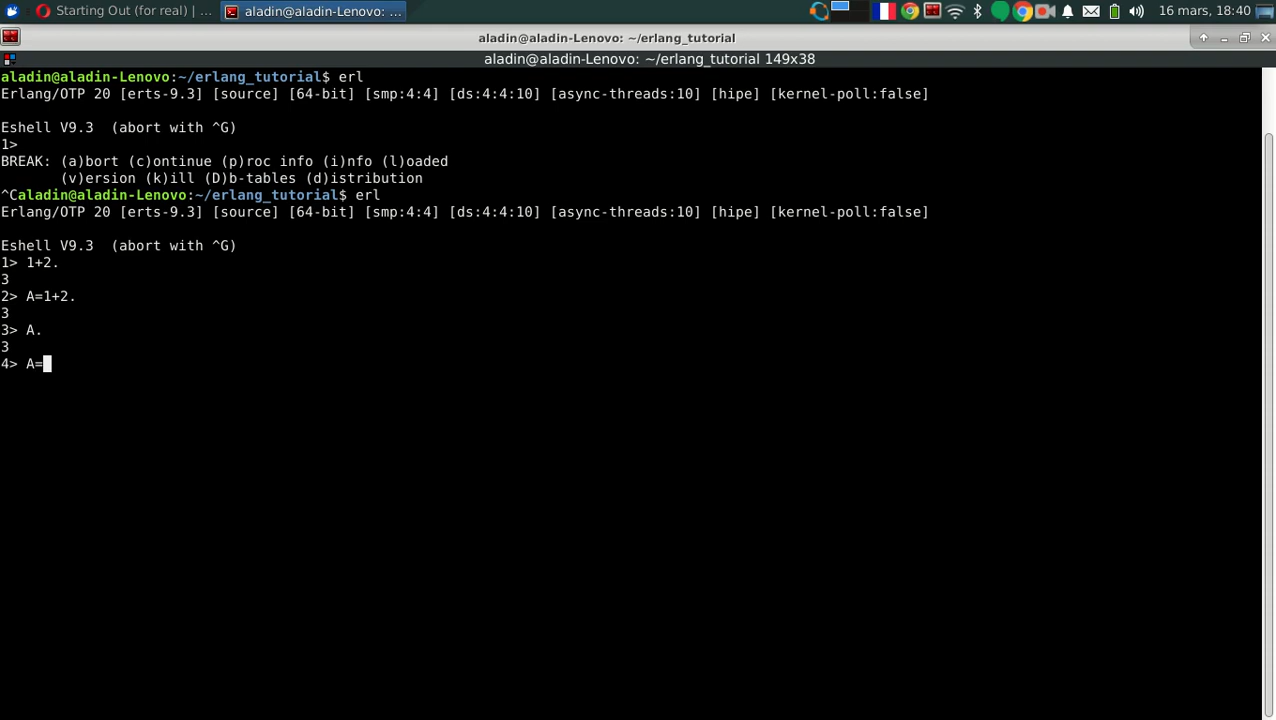 Starting Out (for real) | ...
aladin@aladin-Lenovo: ...
16 mars, 18:40
aladin@aladin-Lenovo: ~/erlang_tutorial
aladin@aladin-Lenovo: ~/erlang_tutorial 149x38
aladin@aladin-Lenovo:~/erlang_tutorial$ erl
Erlang/OTP 20 [erts-9.3] [source] [64-bit] [smp:4:4] [ds:4:4:10] [async-threads:10] [hipe] [kernel-poll:false]
Eshell V9.3  (abort with ^G)
1>
BREAK: (a)bort (c)ontinue (p)roc info (i)nfo (l)oaded
       (v)ersion (k)ill (D)b-tables (d)istribution
^Caladin@aladin-Lenovo:~/erlang_tutorial$ erl
Erlang/OTP 20 [erts-9.3] [source] [64-bit] [smp:4:4] [ds:4:4:10] [async-threads:10] [hipe] [kernel-poll:false]
Eshell V9.3  (abort with ^G)
1> 1+2.
3
2> A=1+2.
3
3> A.
3
4> A=